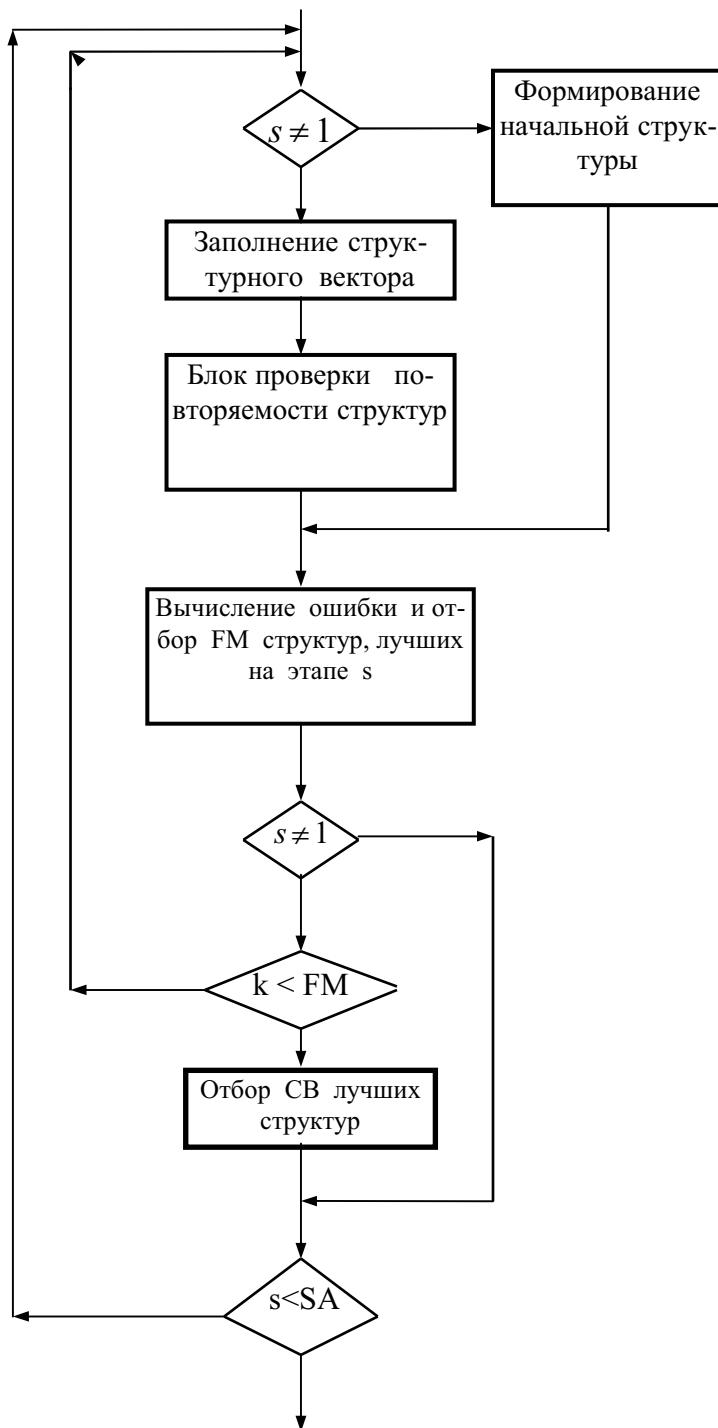 s ≠ 1
Формирование
начальной струк-
туры
Заполнение струк-
турного вектора
Блок проверки по-
вторяемости структур
Вычисление ошибки и от-
бор FM структур, лучших
на этапе s
s ≠ 1
k < FM
Отбор СВ лучших
структур
s<SA